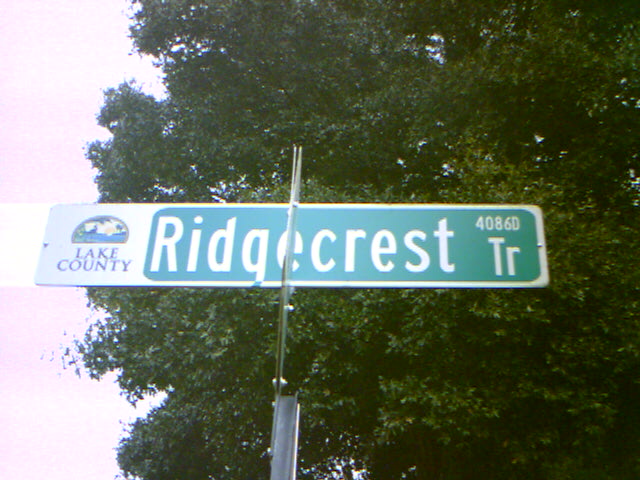 LAKE
COUNTY
Ridgecrest
4086D
Tr